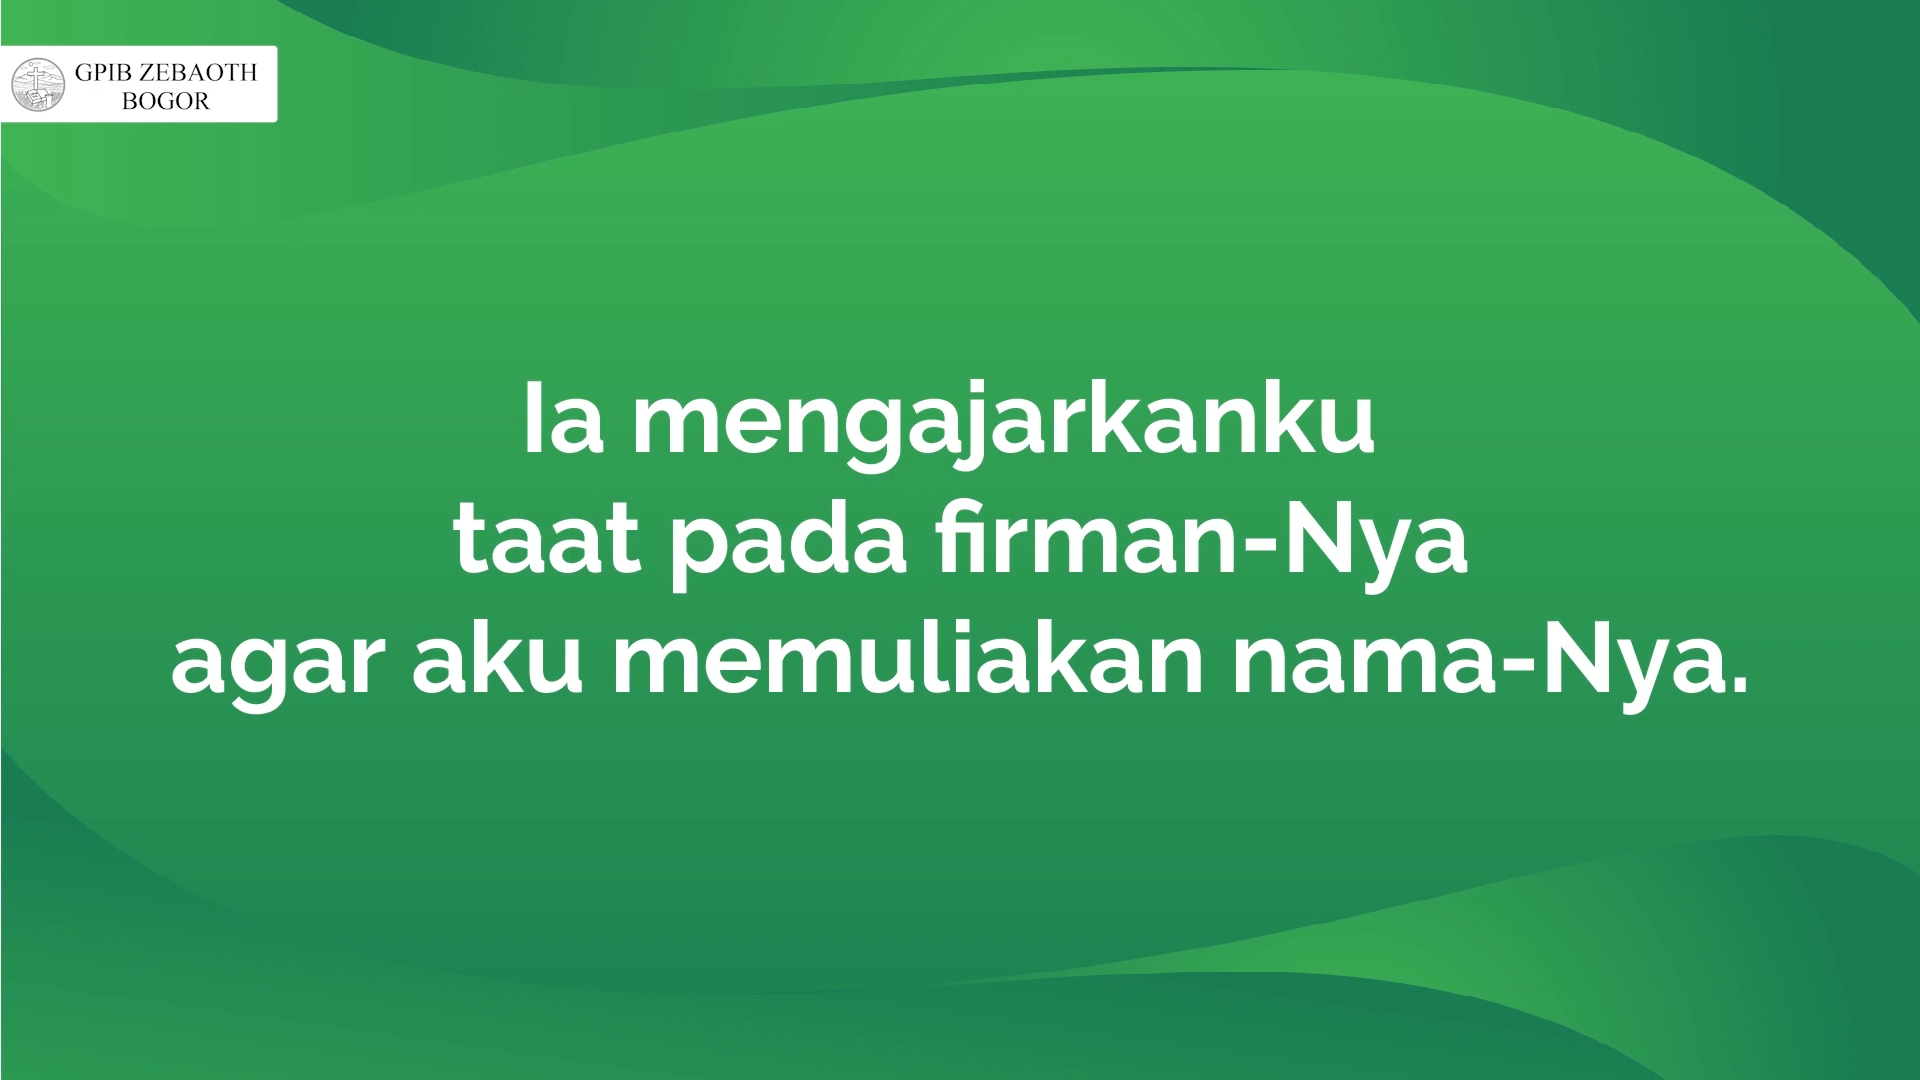 GPIB ZEBAOTH
BOGOR
Ia mengajarkanku
taat pada firman-Nya
agar aku memuliakan nama-Nya.